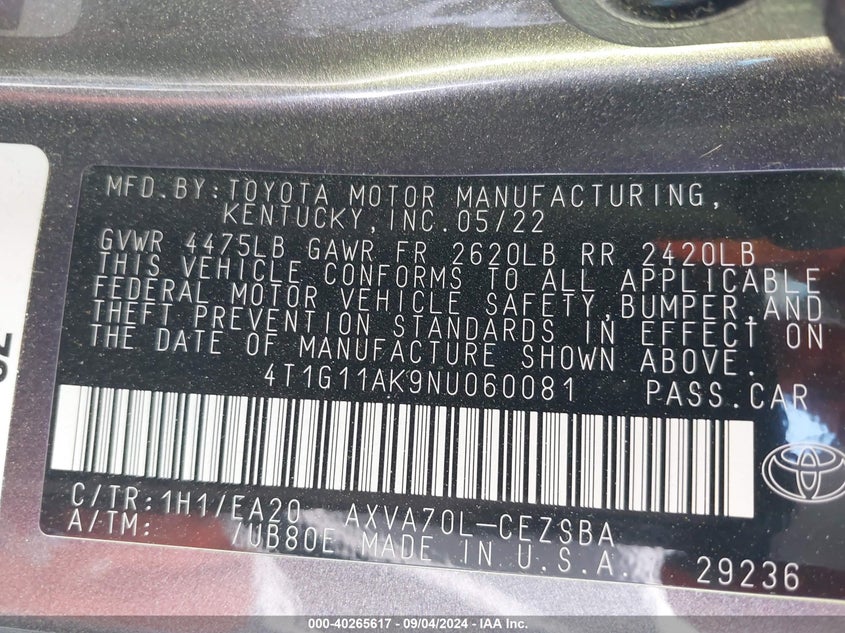 MFD. BY: TOYOTA MOTOR MANUFACTURING,
KENTUCKY, INC. 05/22
GVWR 4475LB GAWR FR 2620LB RR 2420LB
THIS VEHICLE CONFORMS TO ALL APPLICABLE
FEDERAL MOTOR VEHICLE SAFETY, BUMPER, AND
THEFT PREVENTION STANDARDS IN EFFECT ON
THE DATE OF MANUFACTURE SHOWN ABOVE.
4T1G11AK9NU060081 PASS.CAR
C/TR: 1H1/EA20 AXVA70L-CEZSBA
A/TM: 7UB80E MADE IN U.S.A.
29236
000-40265617 - 09/04/2024 - IAA Inc.